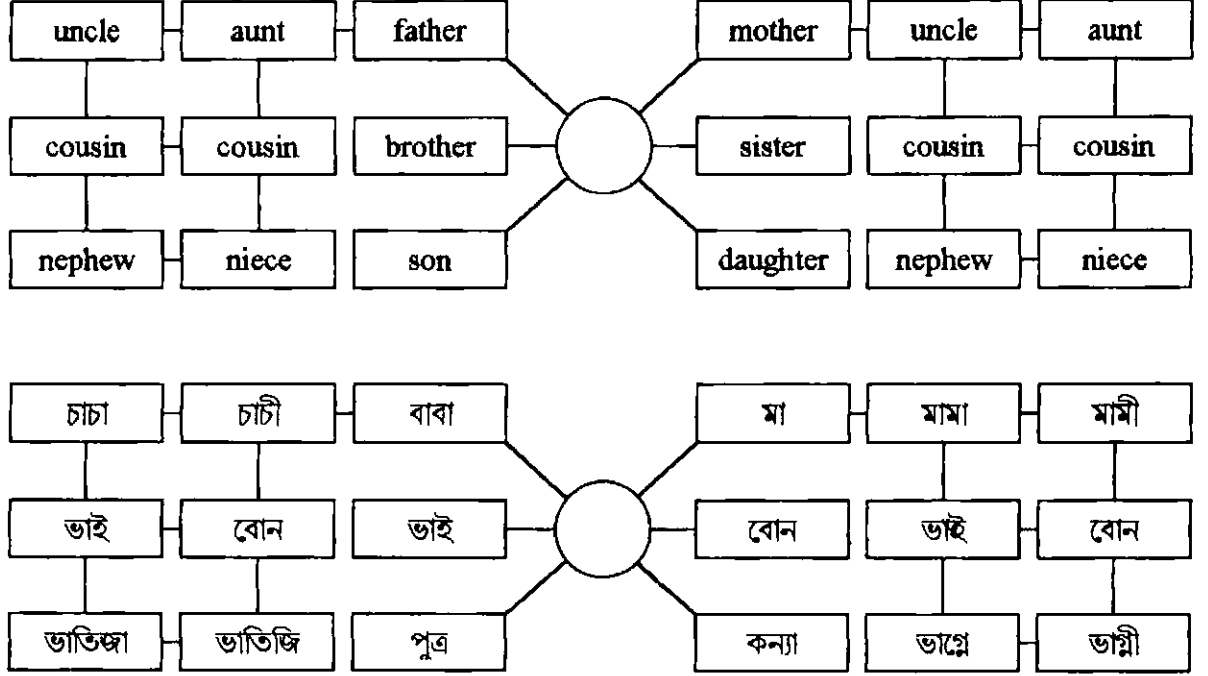 uncle aunt father mother uncle aunt
cousin cousin brother sister cousin cousin
nephew niece son daughter nephew niece
চাচা চাচী বাবা মা মামা মামী
ভাই বোন ভাই বোন ভাই বোন
ভাতিজা ভাতিজি পুত্র কন্যা ভাগ্নে ভাগ্নী